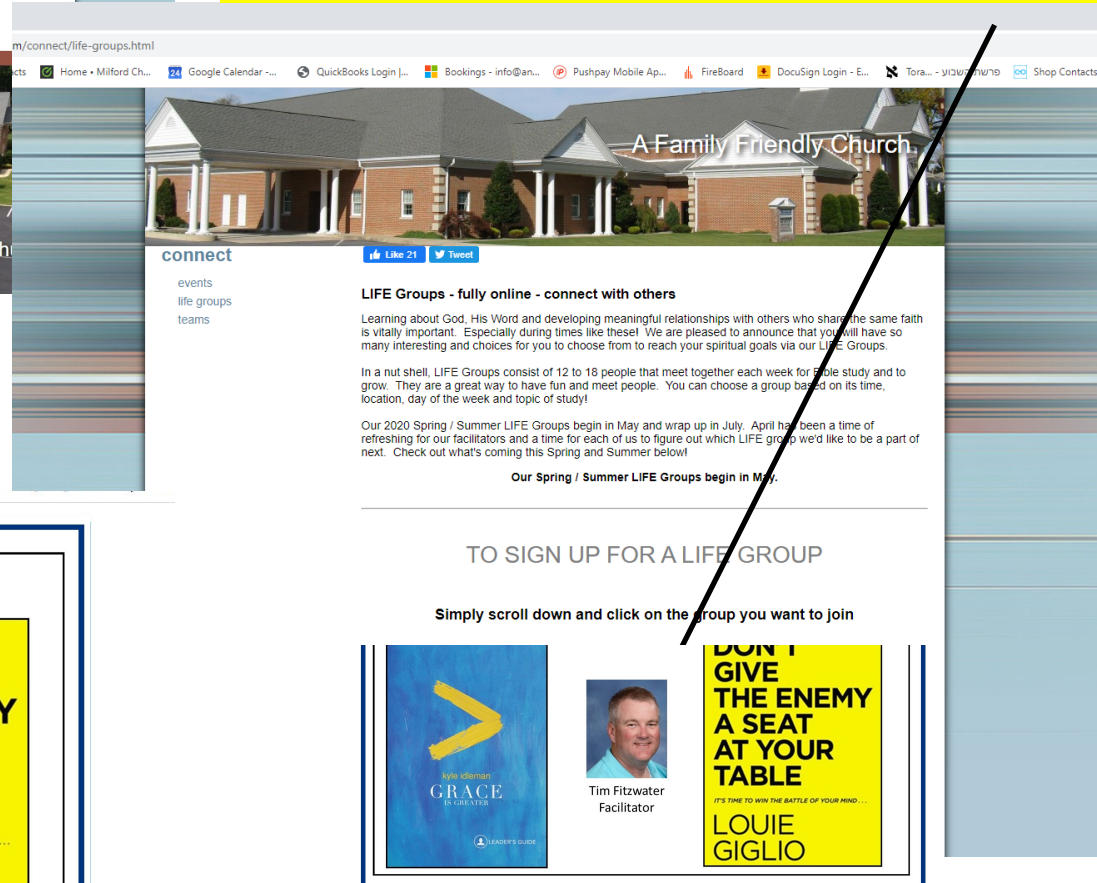 m/connect/life-groups.html
Home • Milford Ch...
24
Google Calendar -...
QuickBooks Login |...
Bookings - info@an...
Pushpay Mobile Ap...
FireBoard
DocuSign Login - E...
Tora... - פרשת השבוע
Shop Contacts
A Family Friendly Church
connect
events
life groups
teams
Like 21
Tweet
LIFE Groups - fully online - connect with others
Learning about God, His Word and developing meaningful relationships with others who share the same faith
is vitally important. Especially during times like these! We are pleased to announce that you will have so
many interesting and choices for you to choose from to reach your spiritual goals via our LIFE Groups.
In a nut shell, LIFE Groups consist of 12 to 18 people that meet together each week for Bible study and to
grow. They are a great way to have fun and meet people. You can choose a group based on its time,
location, day of the week and topic of study!
Our 2020 Spring / Summer LIFE Groups begin in May and wrap up in July. April has been a time of
refreshing for our facilitators and a time for each of us to figure out which LIFE group we'd like to be a part of
next. Check out what's coming this Spring and Summer below!
Our Spring / Summer LIFE Groups begin in May.
TO SIGN UP FOR A LIFE GROUP
Simply scroll down and click on the group you want to join
kyle idleman
GRACE
IS GREATER
LEADER'S GUIDE
Tim Fitzwater
Facilitator
DON'T
GIVE
THE ENEMY
A SEAT
AT YOUR
TABLE
IT'S TIME TO WIN THE BATTLE OF YOUR MIND...
LOUIE
GIGLIO
Y